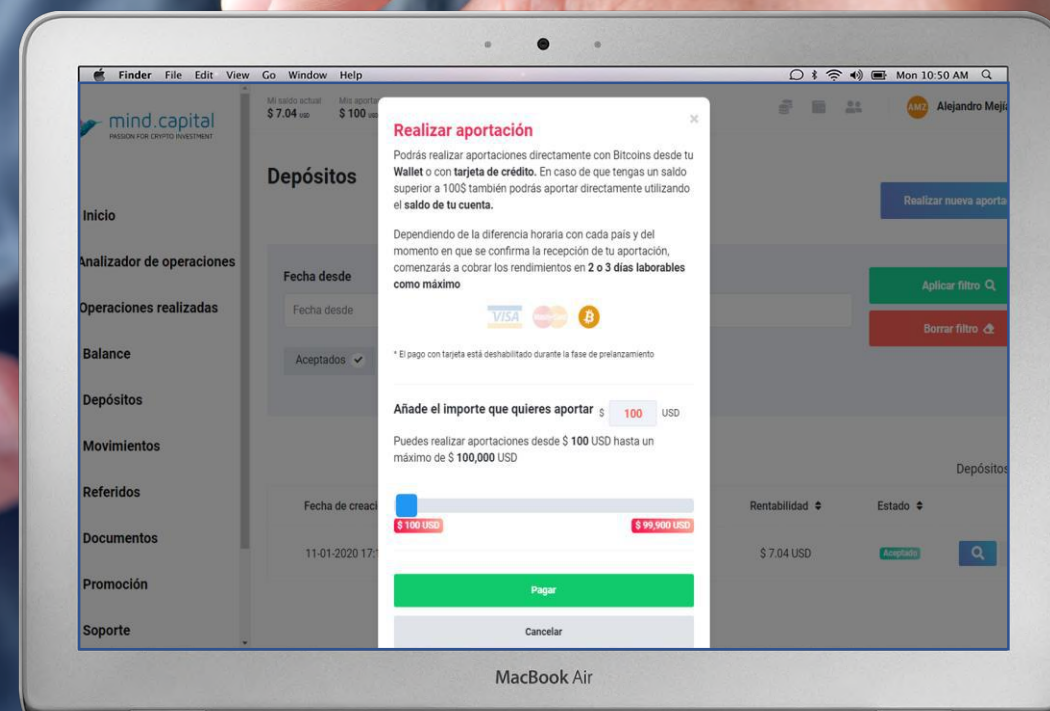 Finder File Edit View Go Window Help Mon 10:50 AM
mind.capital
PASSION FOR CRYPTO INVESTMENT
Mi saldo actual
$ 7.04 USD
$ 100
AMZ
Inicio
Analizador de operaciones
Operaciones realizadas
Balance
Depósitos
Movimientos
Referidos
Documentos
Promoción
Soporte
Depósitos
Realizar nueva aporta
Fecha desde
Fecha desde
Aceptados
Aplicar filtro
Borrar filtro
Depósitos
Fecha de creaci
Rentabilidad
Estado
11-01-2020 17:1
$ 7.04 USD
Aceptado
Realizar aportación
Podrás realizar aportaciones directamente con Bitcoins desde tu
Wallet o con tarjeta de crédito. En caso de que tengas un saldo
superior a 100$ también podrás aportar directamente utilizando
el saldo de tu cuenta.
Dependiendo de la diferencia horaria con cada país y del
momento en que se confirma la recepción de tu aportación,
comenzarás a cobrar los rendimientos en 2 o 3 días laborables
como máximo
VISA
* El pago con tarjeta está deshabilitado durante la fase de prelanzamiento
Añade el importe que quieres aportar $ 100 USD
Puedes realizar aportaciones desde $ 100 USD hasta un
máximo de $ 100,000 USD
$ 100 USD
$ 99,900 USD
Pagar
Cancelar
MacBook Air